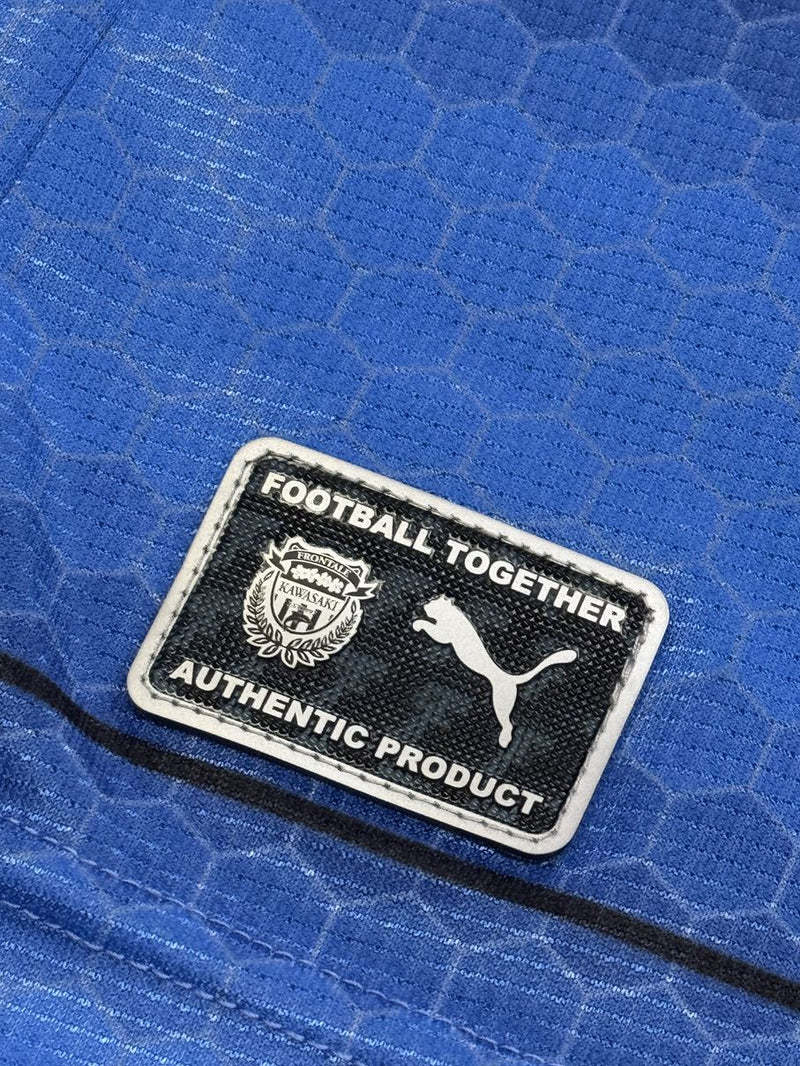 FOOTBALL TOGETHER
FRONTALE
KAWASAKI
AUTHENTIC PRODUCT